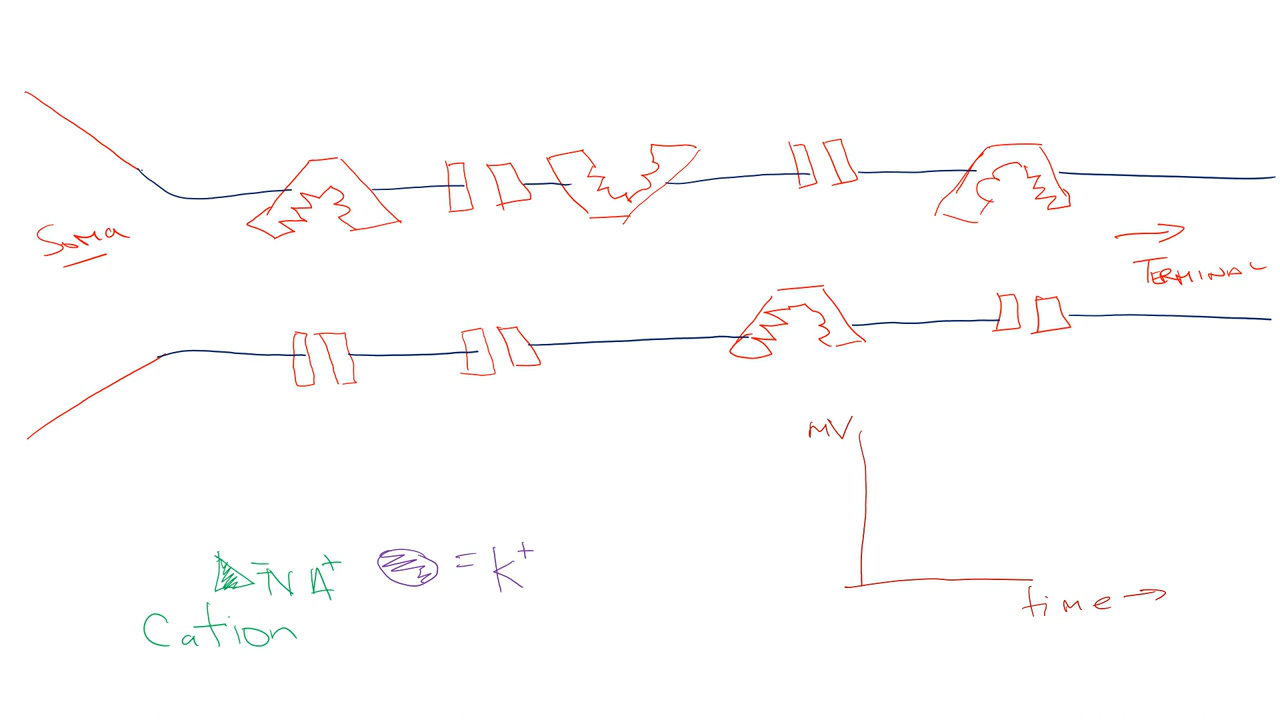 Soma
TERMINAL
MV
= NA+ = K+
Cation
time →